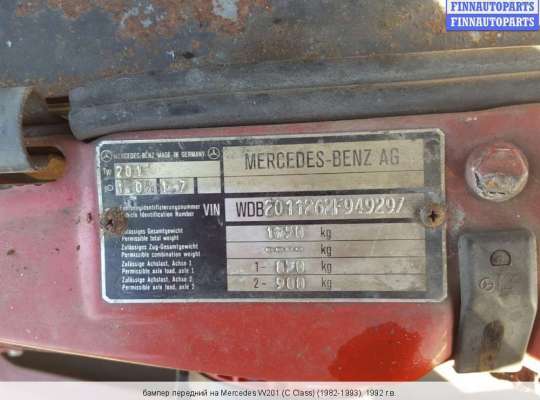 FINNAUTOPARTS
FINNAUTOPARTS
MERCEDES-BENZ MADE IN GERMANY
MERCEDES-BENZ AG
201
Fahrzeugidentifizierungsnummer
Vehicle Identification Number
VIN
Zulässiges Gesamtgewicht
Permissible total weight
kg
Zulässiges Zug-Gesamtgewicht
Permissible combination weight
kg
Zulässige Achslast, Achse 1
Permissible axle load, axle 1
1-
kg
Zulässige Achslast, Achse 2
Permissible axle load, axle 2
2- 900 kg
бампер передний на Mercedes W201 (C Class) (1982-1993), 1992 г.в.